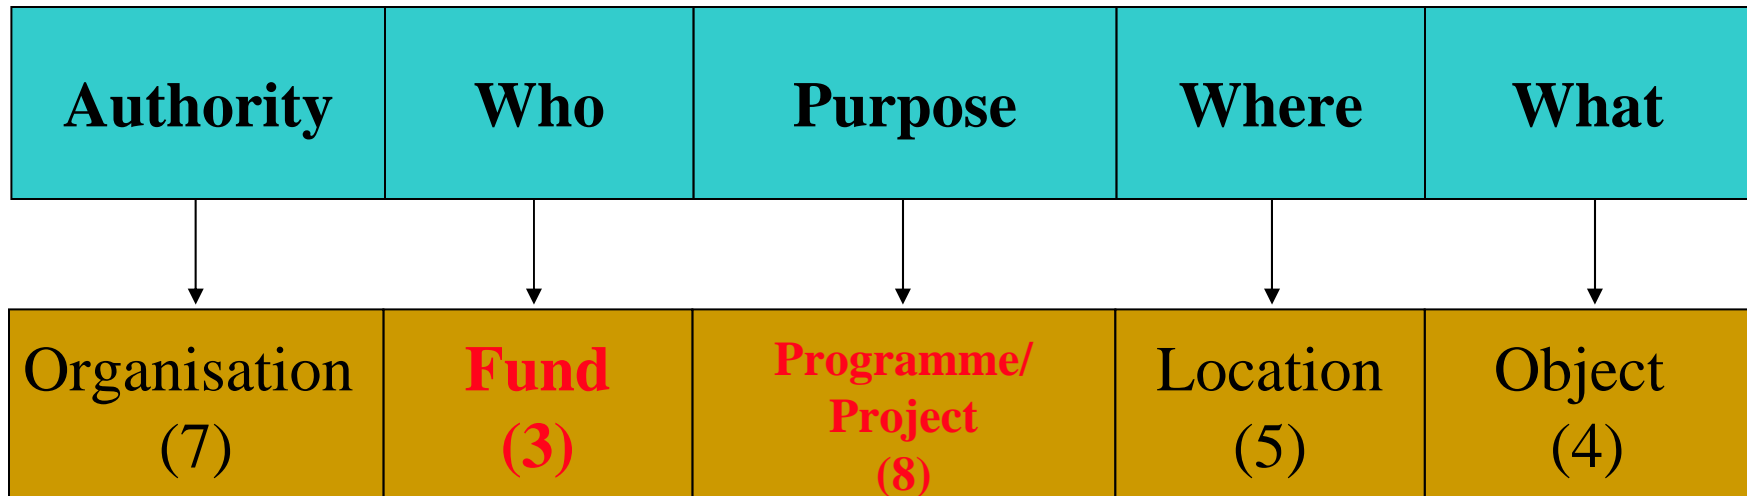 Authority Who Purpose Where What
Organisation
(7)
Fund
(3)
Programme/
Project
(8)
Location
(5)
Object
(4)